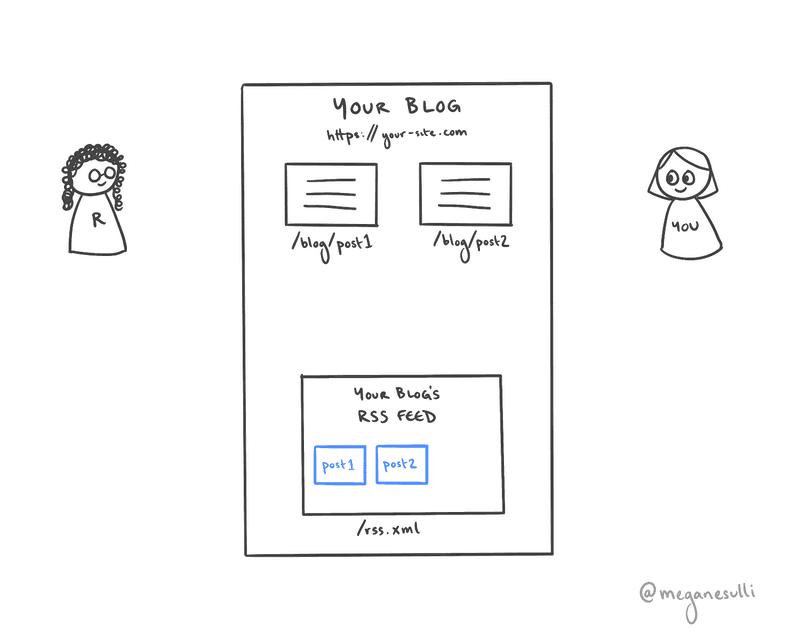 YOUR BLOG
https://your-site.com
R
YOU
/blog/post1
/blog/post2
YOUR BLOG'S
RSS FEED
post1
post2
/rss.xml
@meganesulli